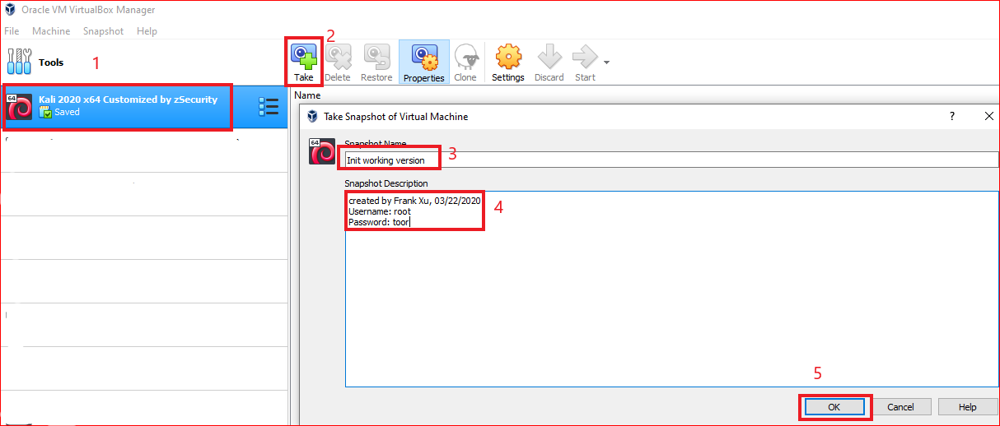 Oracle VM VirtualBox Manager
File Machine Snapshot Help
2
Tools
1
Take Delete Restore Properties Clone Settings Discard Start
64
Kali 2020 x64 Customized by zSecurity
Saved
Name
Take Snapshot of Virtual Machine ?
64
Snapshot Name
Init working version
3
Snapshot Description
created by Frank Xu, 03/22/2020
Username: root
Password: toor
4
5
OK Cancel Help